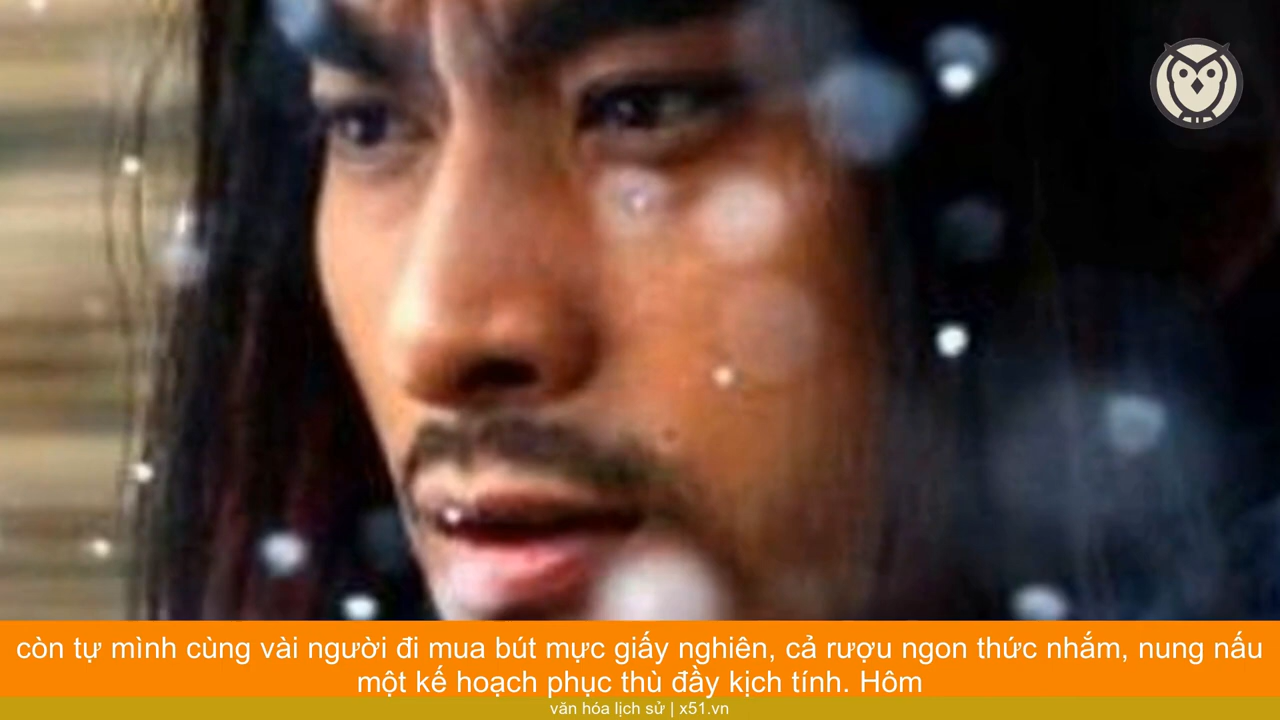 còn tự mình cùng vài người đi mua bút mực giấy nghiên, cả rượu ngon thức nhắm, nung nấu
một kế hoạch phục thù đầy kịch tính. Hôm
văn hóa lịch sử | x51.vn